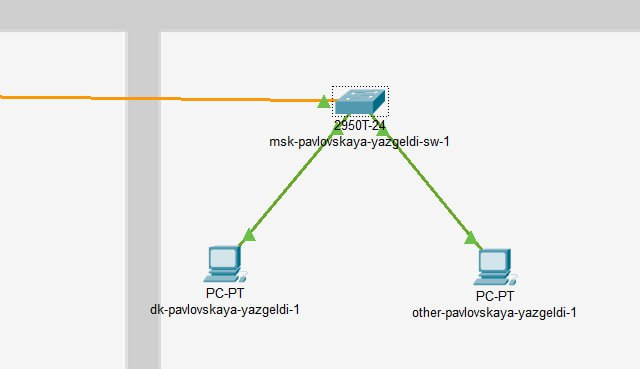 2950T-24
msk-pavlovskaya-yazgeldi-sw-1
PC-PT
dk-pavlovskaya-yazgeldi-1
PC-PT
other-pavlovskaya-yazgeldi-1